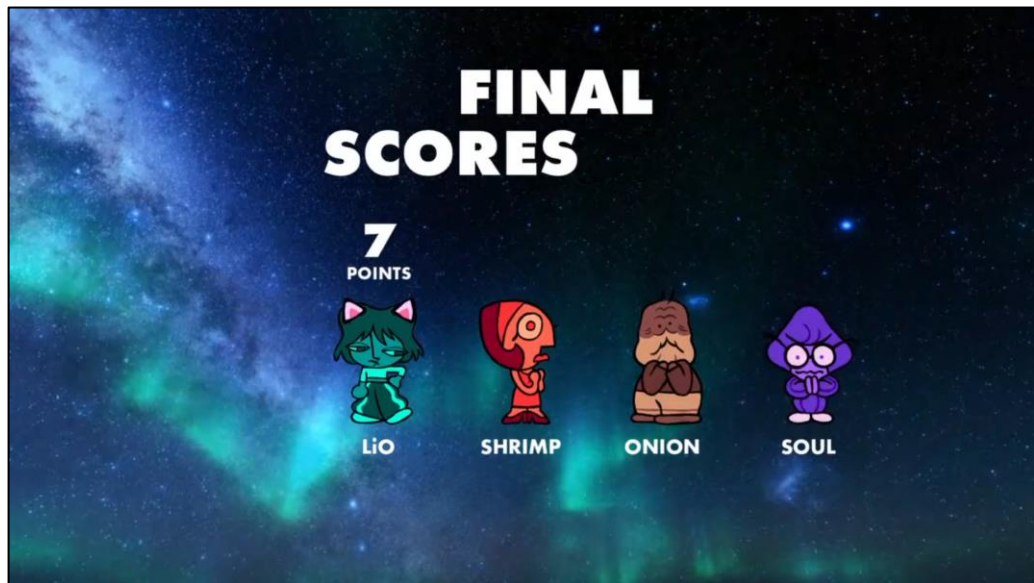 FINAL
SCORES
7
POINTS
LiO SHRIMP ONION SOUL